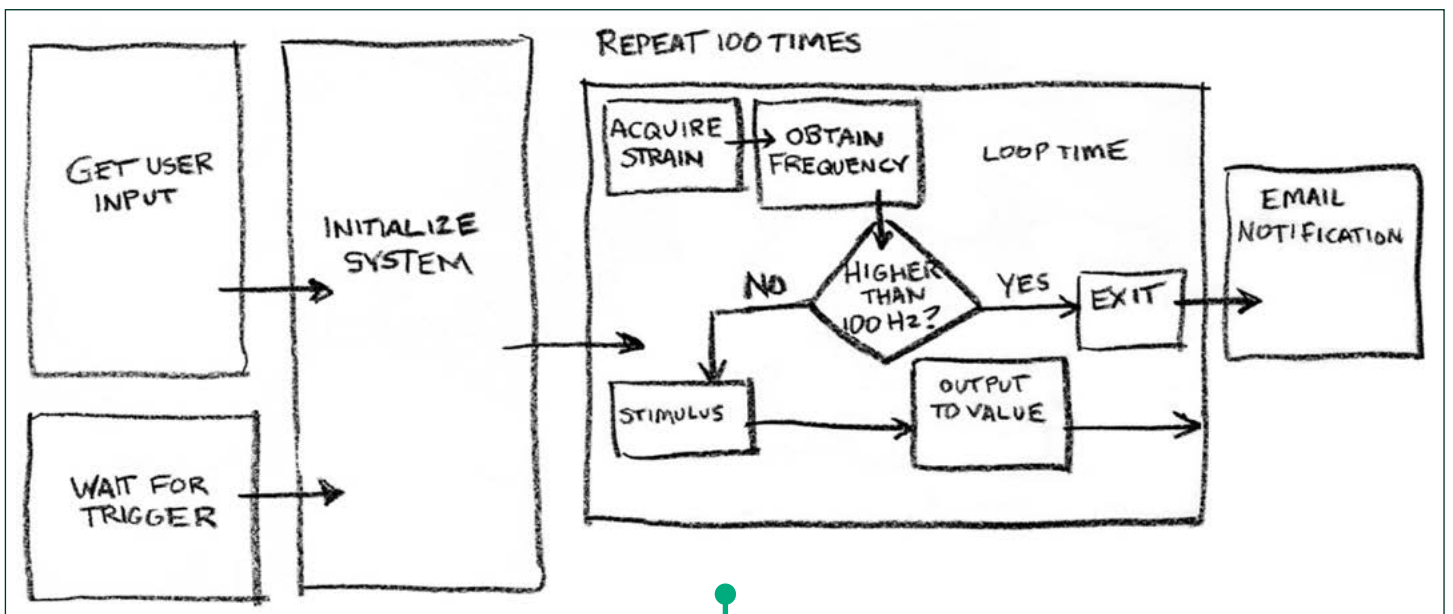 GET USER
INPUT
WAIT FOR
TRIGGER
INITIALIZE
SYSTEM
REPEAT 100 TIMES
ACQUIRE
STRAIN
OBTAIN
FREQUENCY
LOOP TIME
HIGHER
THAN
100 Hz?
NO
YES
EXIT
STIMULUS
OUTPUT
TO VALUE
EMAIL
NOTIFICATION